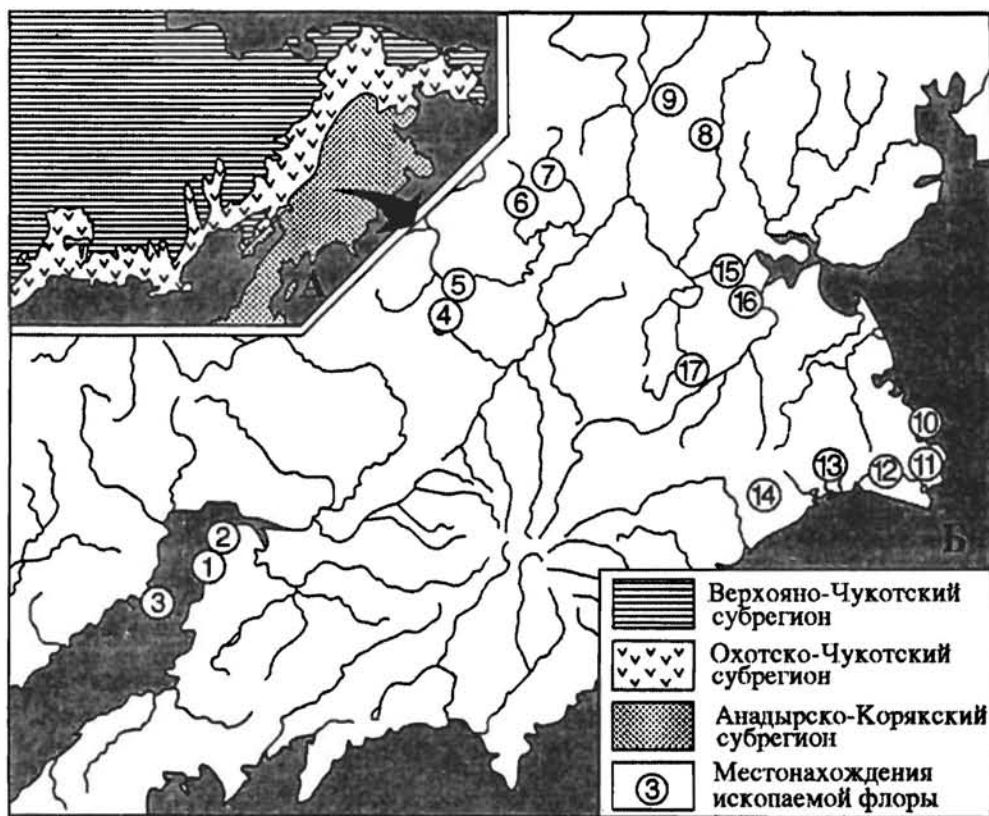 А
9
8
7
6
5
4
15
16
17
10
11
12
13
14
2
1
3
Б
Верхояно-Чукотский
субрегион
Охотско-Чукотский
субрегион
Анадырско-Корякский
субрегион
3
Местонахождения
ископаемой флоры